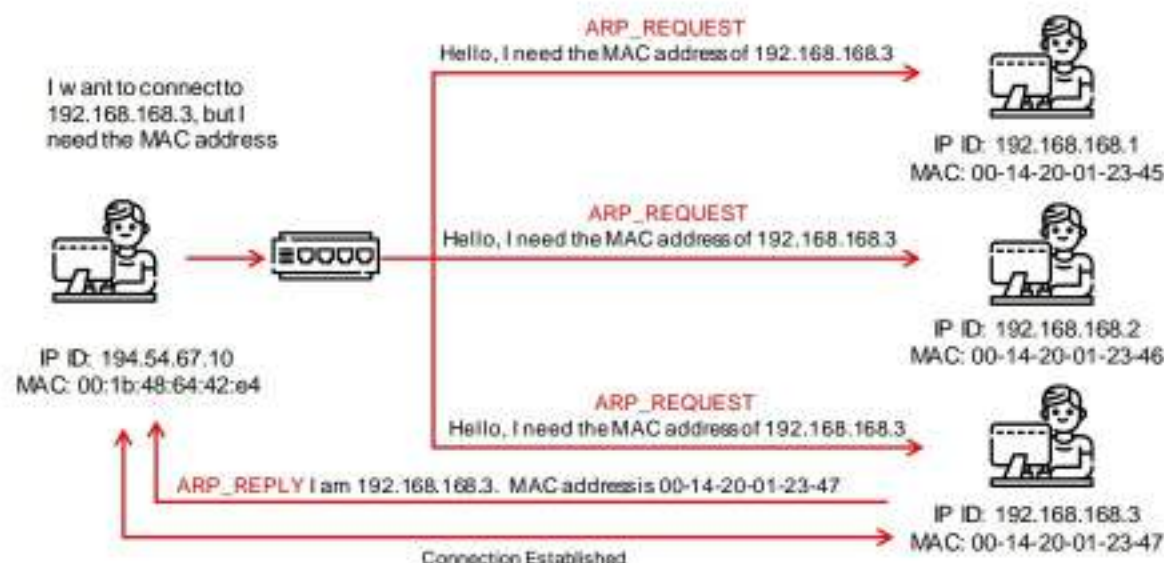 ARP_REQUEST
Hello, I need the MAC address of 192.168.168.3
I want to connect to
192.168.168.3, but I
need the MAC address
IP ID: 192.168.168.1
MAC: 00-14-20-01-23-45
ARP_REQUEST
Hello, I need the MAC address of 192.168.168.3
IP ID: 194.54.67.10
MAC: 00:1b:48:64:42:e4
IP ID: 192.168.168.2
MAC: 00-14-20-01-23-46
ARP_REQUEST
Hello, I need the MAC address of 192.168.168.3
ARP_REPLY I am 192.168.168.3. MAC address is 00-14-20-01-23-47
IP ID: 192.168.168.3
MAC: 00-14-20-01-23-47
Connection Established